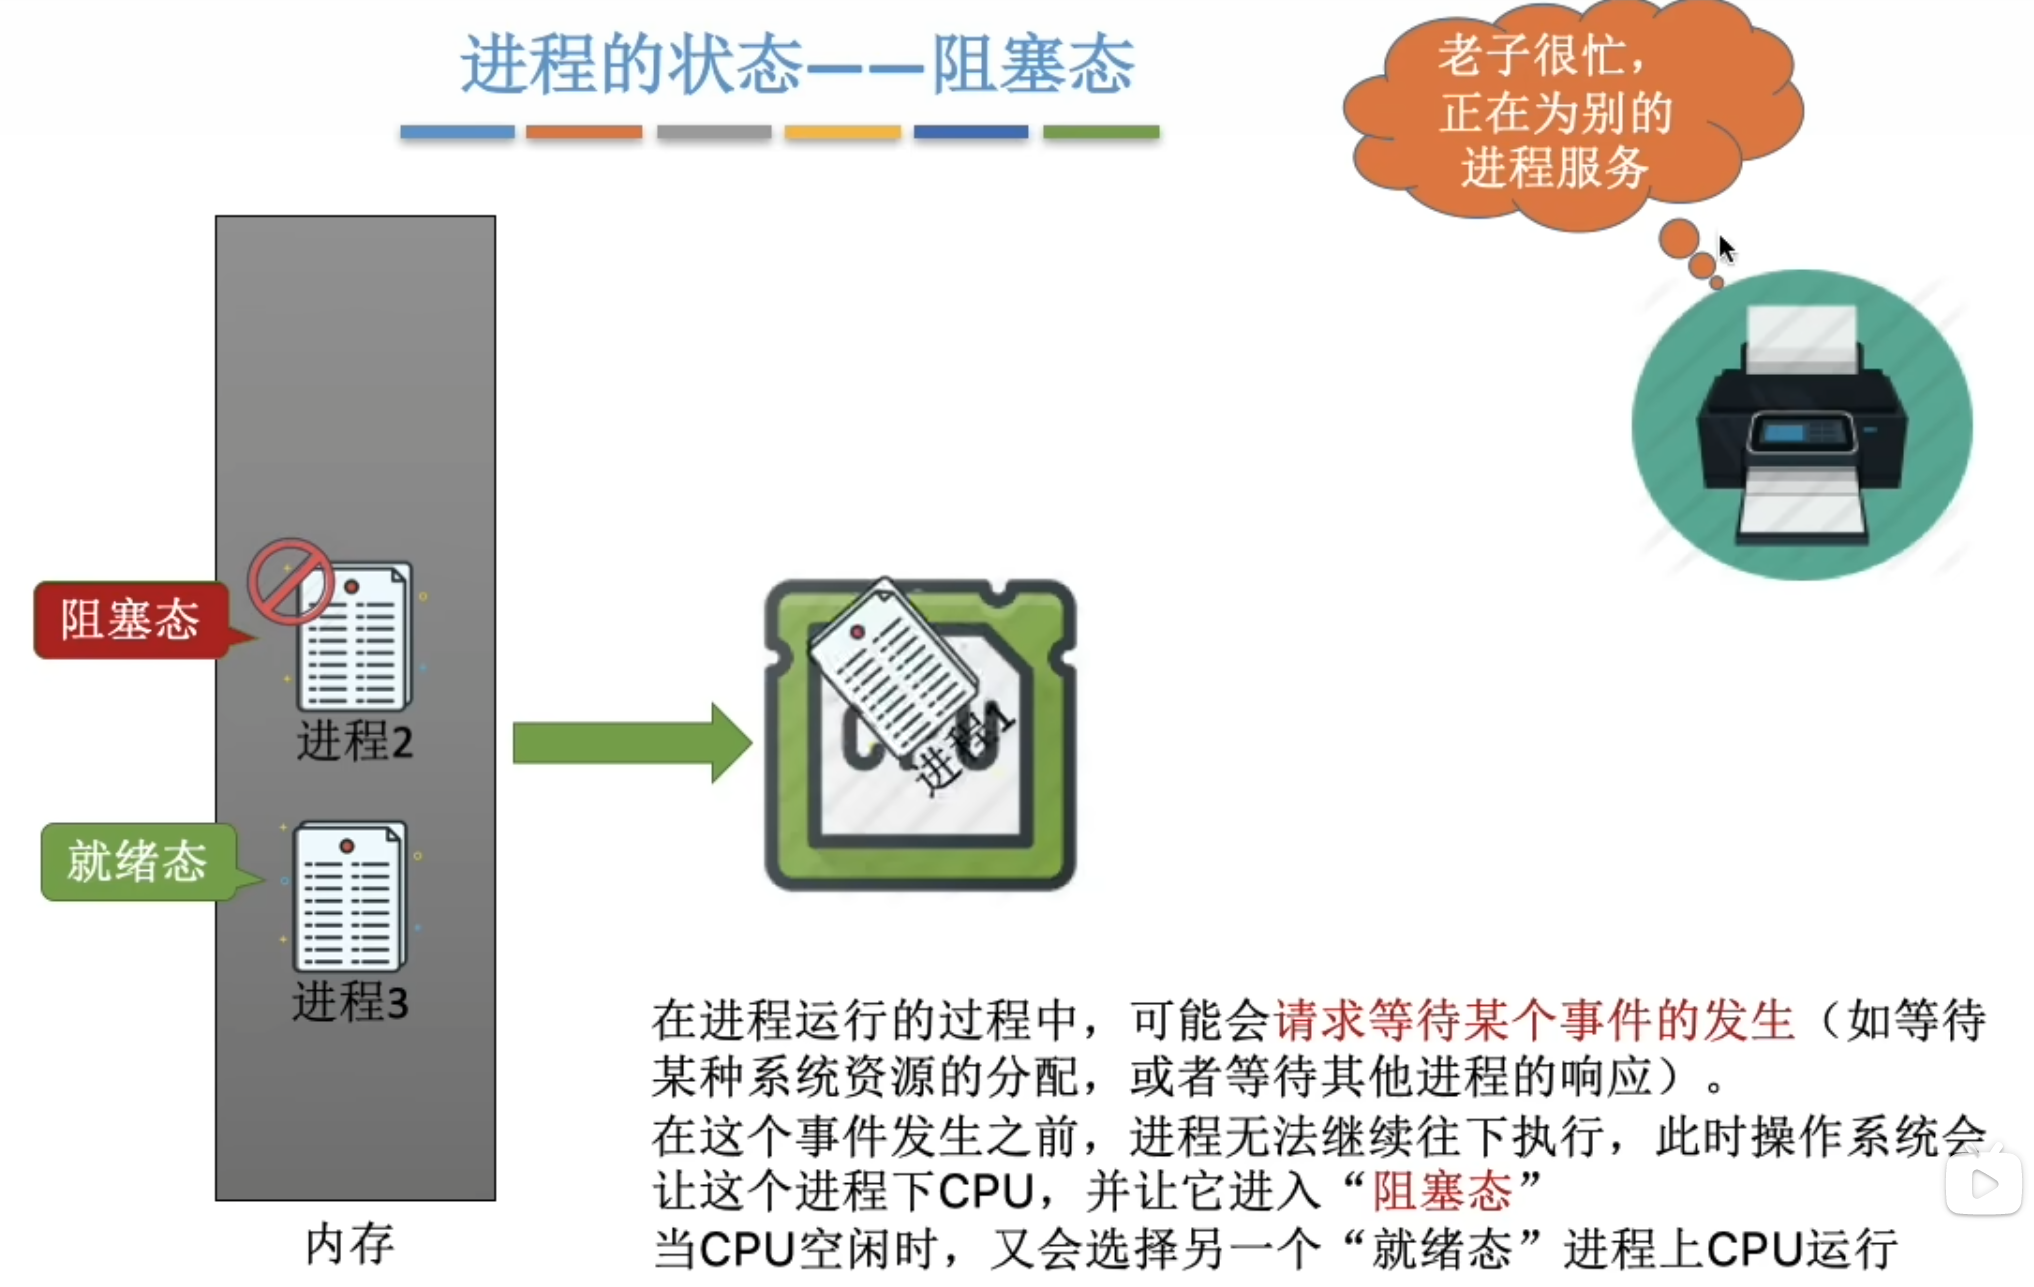 进程的状态——阻塞态
老子很忙，
正在为别的
进程服务
阻塞态
进程2
就绪态
进程3
内存
CPU
进程1
在进程运行的过程中，可能会请求等待某个事件的发生（如等待
某种系统资源的分配，或者等待其他进程的响应）。
在这个事件发生之前，进程无法继续往下执行，此时操作系统会
让这个进程下CPU，并让它进入“阻塞态”
当CPU空闲时，又会选择另一个“就绪态”进程上CPU运行